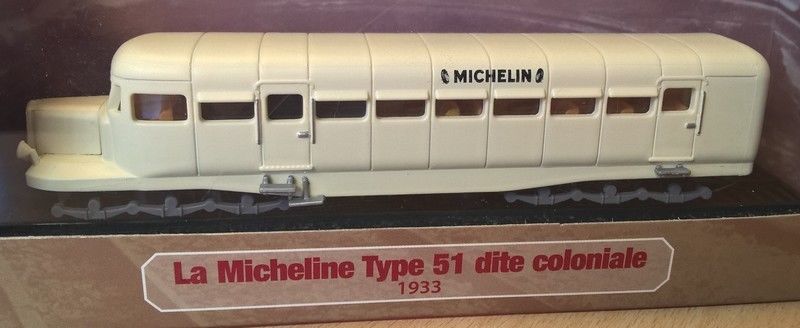 MICHELIN
La Micheline Type 51 dite coloniale
1933